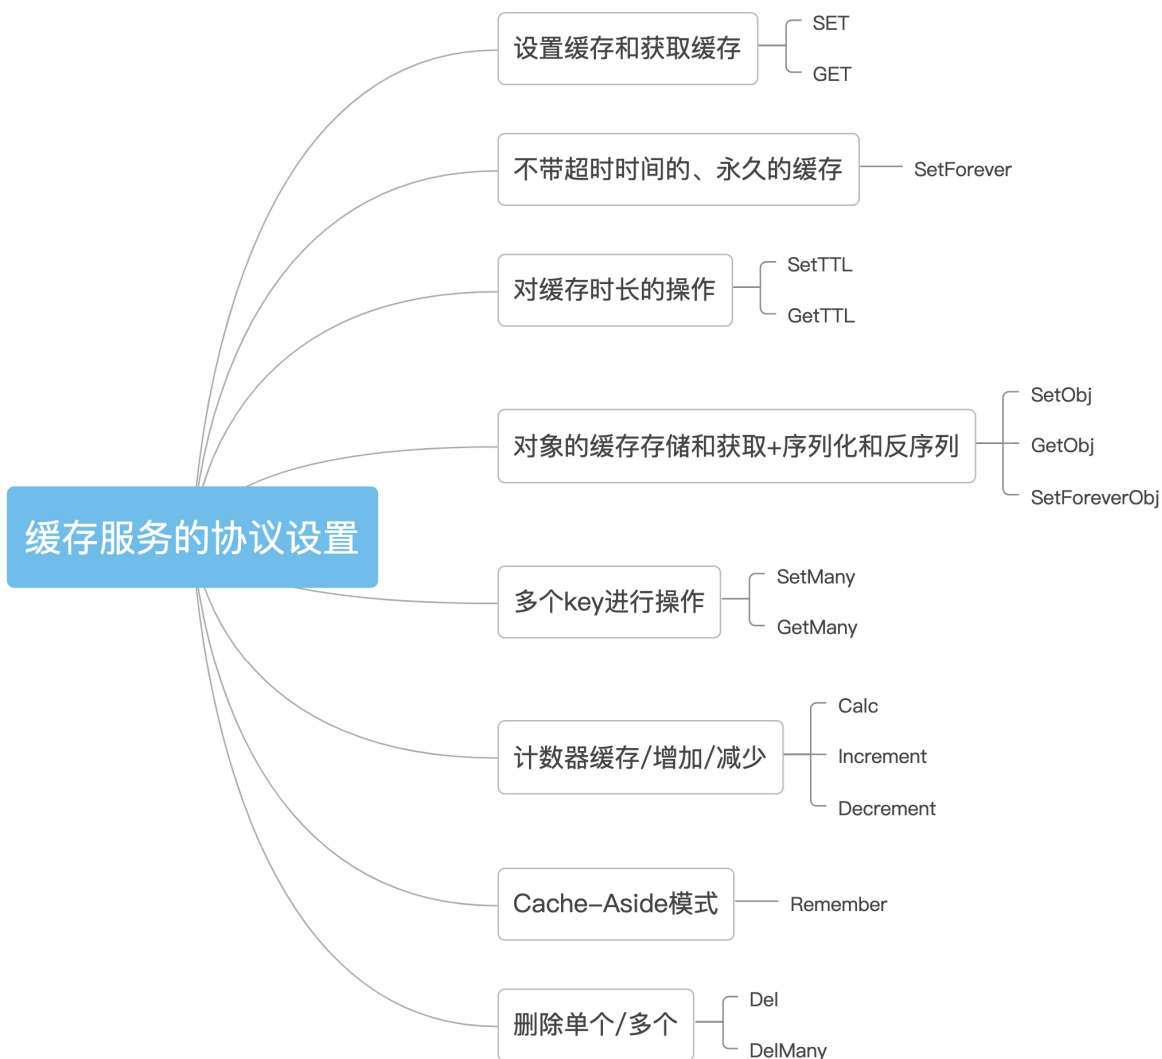 设置缓存和获取缓存
SET
GET
不带超时时间的、永久的缓存
SetForever
对缓存时长的操作
SetTTL
GetTTL
对象的缓存存储和获取+序列化和反序列
SetObj
GetObj
SetForeverObj
缓存服务的协议设置
多个key进行操作
SetMany
GetMany
计数器缓存/增加/减少
Calc
Increment
Decrement
Cache-Aside模式
Remember
删除单个/多个
Del
DelMany